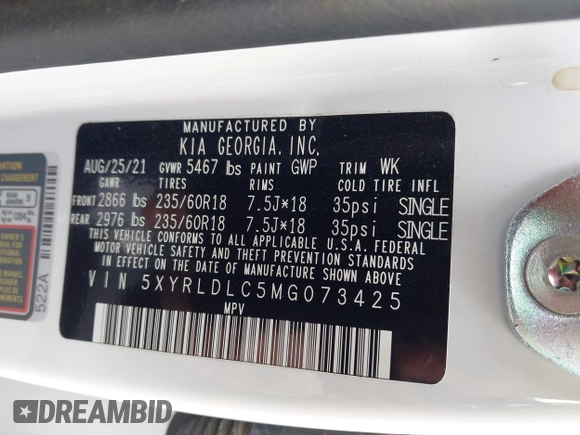 MANUFACTURED BY
KIA GEORGIA, INC.
AUG/25/21 GVWR 5467 lbs PAINT GWP TRIM WK
GAWR TIRES RIMS COLD TIRE INFL
FRONT 2866 lbs 235/60R18 7.5J*18 35psi SINGLE
REAR 2976 lbs 235/60R18 7.5J*18 35psi SINGLE
THIS VEHICLE CONFORMS TO ALL APPLICABLE U.S.A. FEDERAL
MOTOR VEHICLE SAFETY, BUMPER AND THEFT PREVENTION STANDARDS
IN EFFECT ON THE DATE OF MANUFACTURE SHOWN ABOVE.
VIN 5XYRLDLC5MG073425
MPV
522A
DREAMBID